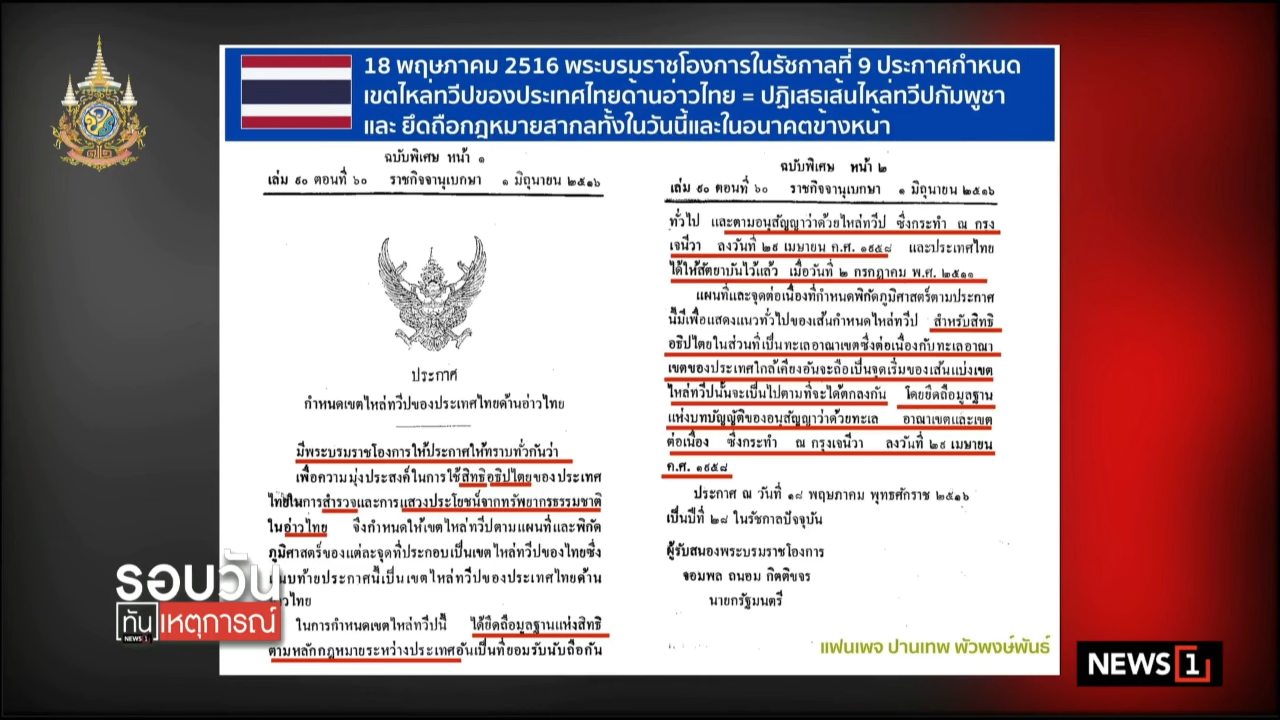 18 พฤษภาคม 2516 พระบรมราชโองการในรัชกาลที่ 9 ประกาศกำหนด
เขตไหล่ทวีปของประเทศไทยด้านอ่าวไทย = ปฏิเสธเส้นไหล่ทวีปกัมพูชา
และ ยึดถือกฎหมายสากลทั้งในวันนี้และในอนาคตข้างหน้า
ฉบับพิเศษ หน้า ๑
เล่ม ๙๐ ตอนที่ ๖๐ ราชกิจจานุเบกษา ๑ มิถุนายน ๒๕๑๖
ประกาศ
กำหนดเขตไหล่ทวีปของประเทศไทยด้านอ่าวไทย
มีพระบรมราชโองการให้ประกาศให้ทราบทั่วกันว่า
เพื่อความมุ่งประสงค์ในการใช้สิทธิอธิปไตยของประเทศ
ไทยในการสำรวจและการแสวงประโยชน์จากทรัพยากรธรรมชาติ
ในอ่าวไทย จึงกำหนดให้เขตไหล่ทวีปตามแผนที่และพิกัด
ภูมิศาสตร์ของแต่ละจุดที่ประกอบเป็นเขตไหล่ทวีปของไทยซึ่ง
นบท้ายประกาศนี้เป็นเขตไหล่ทวีปของประเทศไทยด้าน
าวไทย
ในการกำหนดเขตไหล่ทวีปนี้ ได้ยึดถือมูลฐานแห่งสิทธิ
ตามหลักกฎหมายระหว่างประเทศอันเป็นที่ยอมรับนับถือกัน
ฉบับพิเศษ หน้า ๒
เล่ม ๙๐ ตอนที่ ๖๐ ราชกิจจานุเบกษา ๑ มิถุนายน ๒๕๑๖
ทั่วไป และตามอนุสัญญาว่าด้วยไหล่ทวีป ซึ่งกระทำ ณ กรุง
เจนีวา ลงวันที่ ๒๙ เมษายน ค.ศ. ๑๙๕๘ และประเทศไทย
ได้ให้สัตยาบันไว้แล้ว เมื่อวันที่ ๒ กรกฎาคม พ.ศ. ๒๕๑๑
แผนที่และจุดต่อเนื่องที่กำหนดพิกัดภูมิศาสตร์ตามประกาศ
นี้มีเพื่อแสดงแนวทั่วไปของเส้นกำหนดไหล่ทวีป สำหรับสิทธิ
อธิปไตยในส่วนที่เป็นทะเลอาณาเขตซึ่งต่อเนื่องกับทะเลอาณา
เขตของประเทศใกล้เคียงอันจะถือเป็นจุดเริ่มของเส้นแบ่งเขต
ไหล่ทวีปนั้นจะเป็นไปตามที่จะได้ตกลงกัน โดยยึดถือมูลฐาน
แห่งบทบัญญัติของอนุสัญญาว่าด้วยทะเล อาณาเขตและเขต
ต่อเนื่อง ซึ่งกระทำ ณ กรุงเจนีวา ลงวันที่ ๒๙ เมษายน
ค.ศ. ๑๙๕๘
ประกาศ ณ วันที่ ๑๘ พฤษภาคม พุทธศักราช ๒๕๑๖
เป็นปีที่ ๒๘ ในรัชกาลปัจจุบัน
ผู้รับสนองพระบรมราชโองการ
จอมพล ถนอม กิตติขจร
นายกรัฐมนตรี
แฟนเพจ ปานเทพ พัวพงษ์พันธ์
รอบวัน
ทันเหตุการณ์
NEWS1
NEWS 1